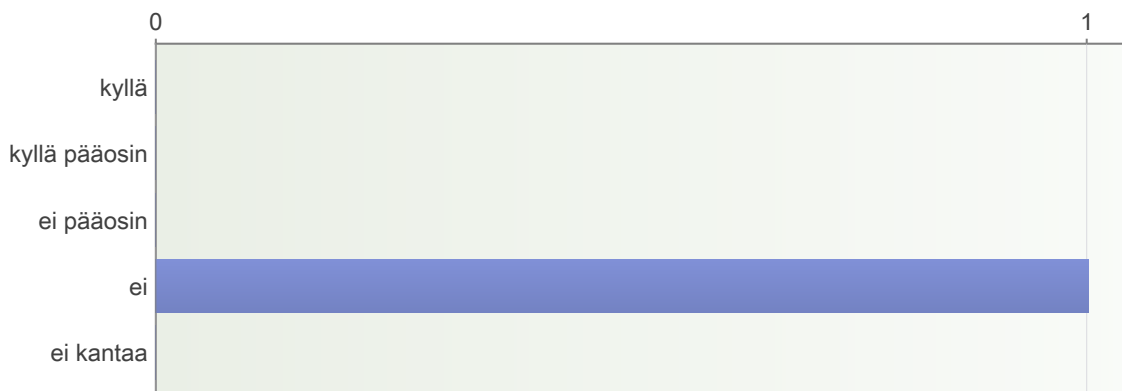 0 1
kyllä
kyllä pääosin
ei pääosin
ei
ei kantaa